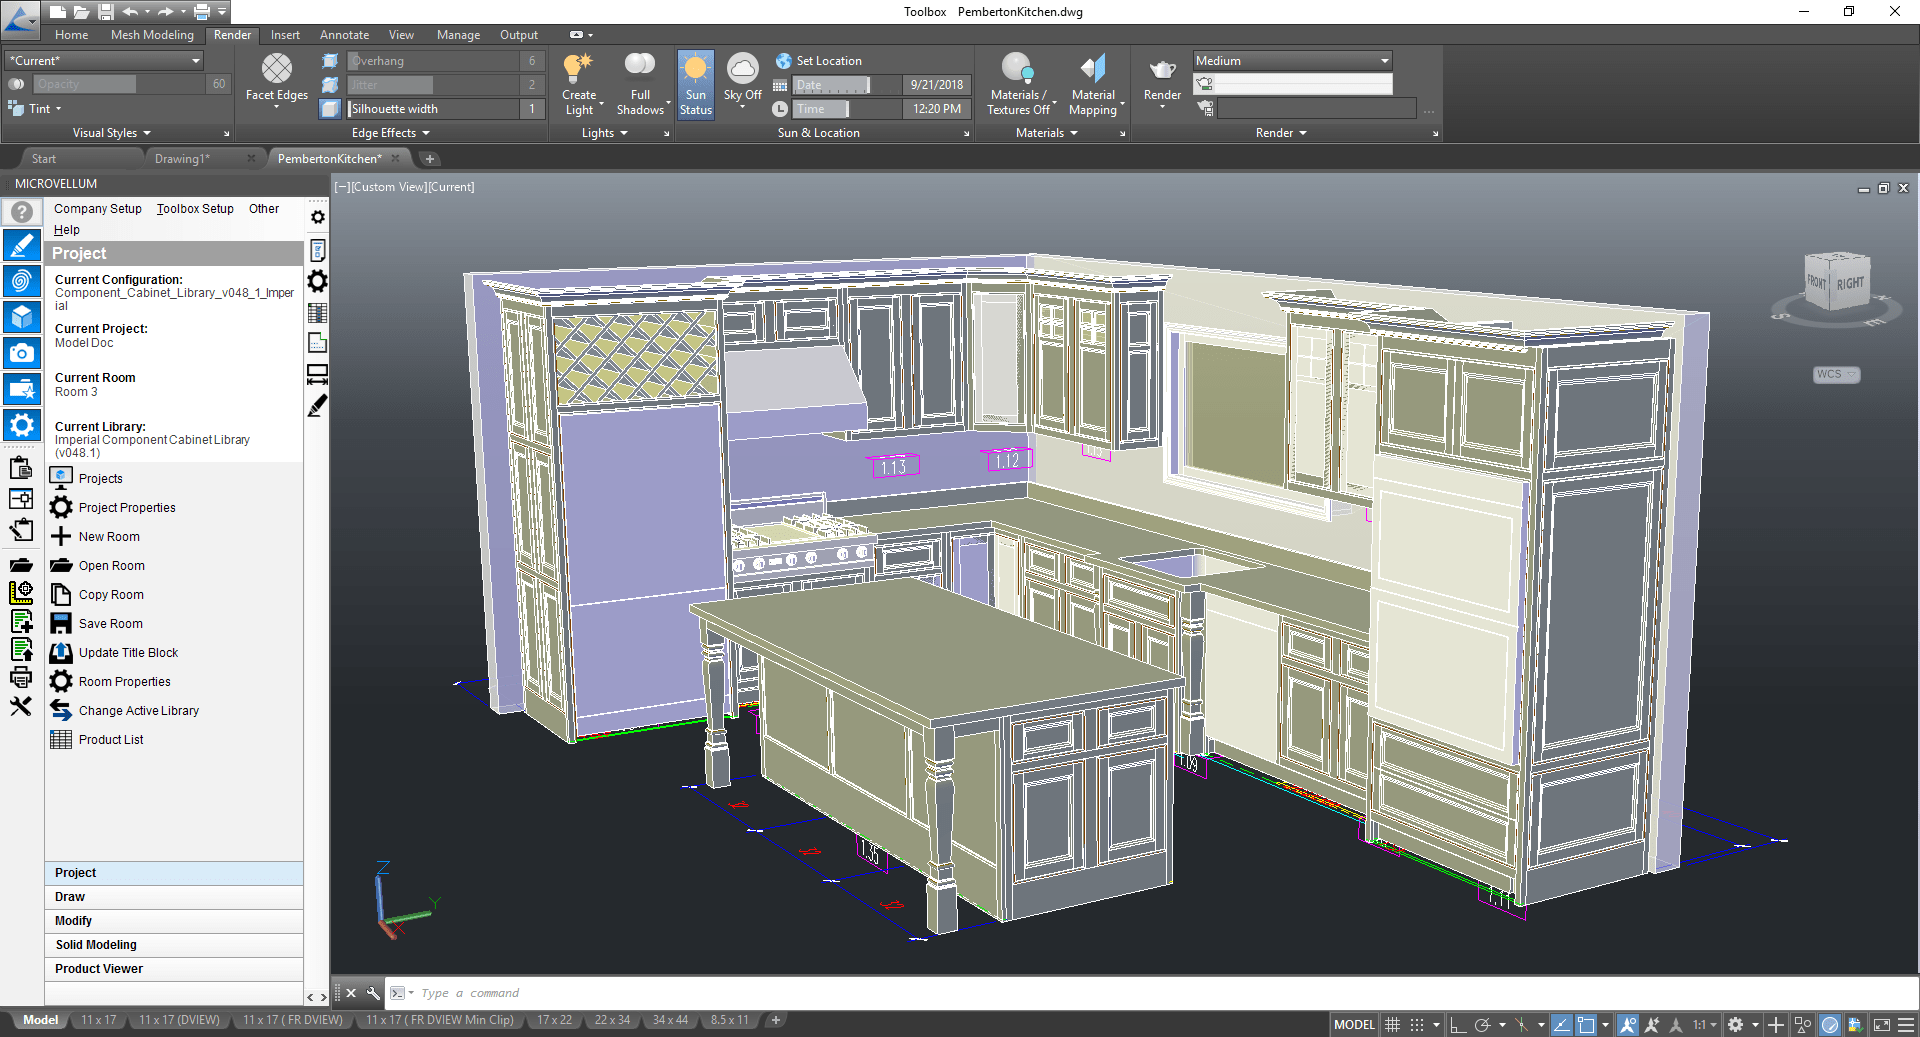 Toolbox PembertonKitchen.dwg
Home Mesh Modeling Render Insert Annotate View Manage Output
*Current*
Opacity 60
Tint
Visual Styles
Facet Edges
Overhang 6
Jitter 2
Silhouette width 1
Edge Effects
Create Light
Full Shadows
Lights
Sun Status
Sky Off
Set Location
Date 9/21/2018
Time 12:20 PM
Sun & Location
Materials / Textures Off
Material Mapping
Materials
Render
Medium
Render
Start Drawing1* PembertonKitchen*
MICROVELLUM
Company Setup Toolbox Setup Other
Help
Project
Current Configuration:
Component_Cabinet_Library_v048_1_Imper
ial
Current Project:
Model Doc
Current Room
Room 3
Current Library:
Imperial Component Cabinet Library
(v048.1)
Projects
Project Properties
New Room
Open Room
Copy Room
Save Room
Update Title Block
Room Properties
Change Active Library
Product List
Project
Draw
Modify
Solid Modeling
Product Viewer
[−][Custom View][Current]
FRONT RIGHT
S E
WCS
1.13
1.12
1.09
1.35
1.11
Z
Y
X
Type a command
Model 11 x 17 11 x 17 (DVIEW) 11 x 17 ( FR DVIEW) 11 x 17 ( FR DVIEW Min Clip) 17 x 22 22 x 34 34 x 44 8.5 x 11
MODEL 1:1